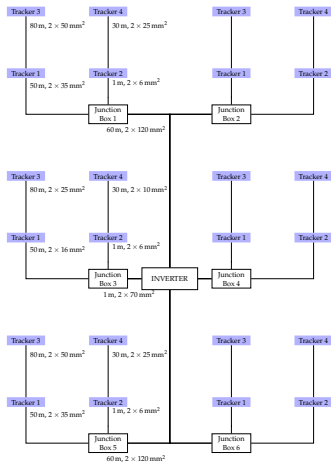 Tracker 3 Tracker 4 Tracker 3 Tracker 4
80 m, 2 × 50 mm² 30 m, 2 × 25 mm²
Tracker 1 Tracker 2 Tracker 1 Tracker 2
50 m, 2 × 35 mm² 1 m, 2 × 6 mm²
Junction Box 1 Junction Box 2
60 m, 2 × 120 mm²
Tracker 3 Tracker 4 Tracker 3 Tracker 4
80 m, 2 × 25 mm² 30 m, 2 × 10 mm²
Tracker 1 Tracker 2 Tracker 1 Tracker 2
50 m, 2 × 16 mm² 1 m, 2 × 6 mm²
Junction Box 3 INVERTER Junction Box 4
1 m, 2 × 70 mm²
Tracker 3 Tracker 4 Tracker 3 Tracker 4
80 m, 2 × 50 mm² 30 m, 2 × 25 mm²
Tracker 1 Tracker 2 Tracker 1 Tracker 2
50 m, 2 × 35 mm² 1 m, 2 × 6 mm²
Junction Box 5 Junction Box 6
60 m, 2 × 120 mm²